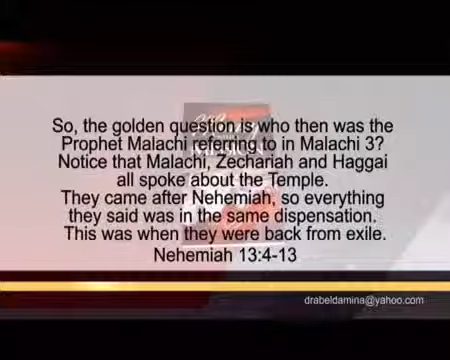 So, the golden question is who then was the
Prophet Malachi referring to in Malachi 3?
Notice that Malachi, Zechariah and Haggai
all spoke about the Temple.
They came after Nehemiah, so everything
they said was in the same dispensation.
This was when they were back from exile.
Nehemiah 13:4-13
drabeldamina@yahoo.com